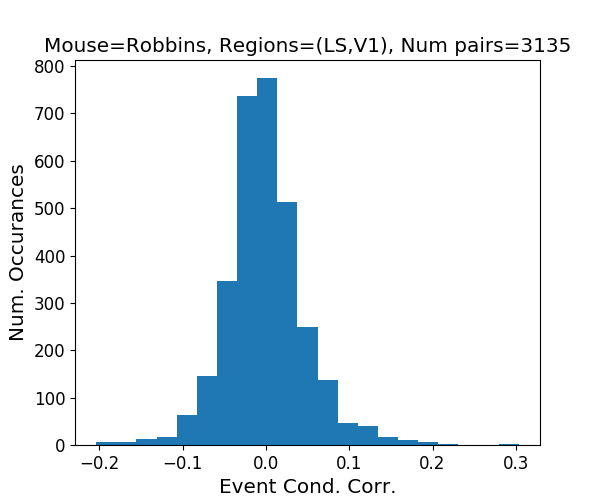 Mouse=Robbins, Regions=(LS,V1), Num pairs=3135
800
700
600
500
400
300
200
100
0
Num. Occurances
−0.2 −0.1 0.0 0.1 0.2 0.3
Event Cond. Corr.